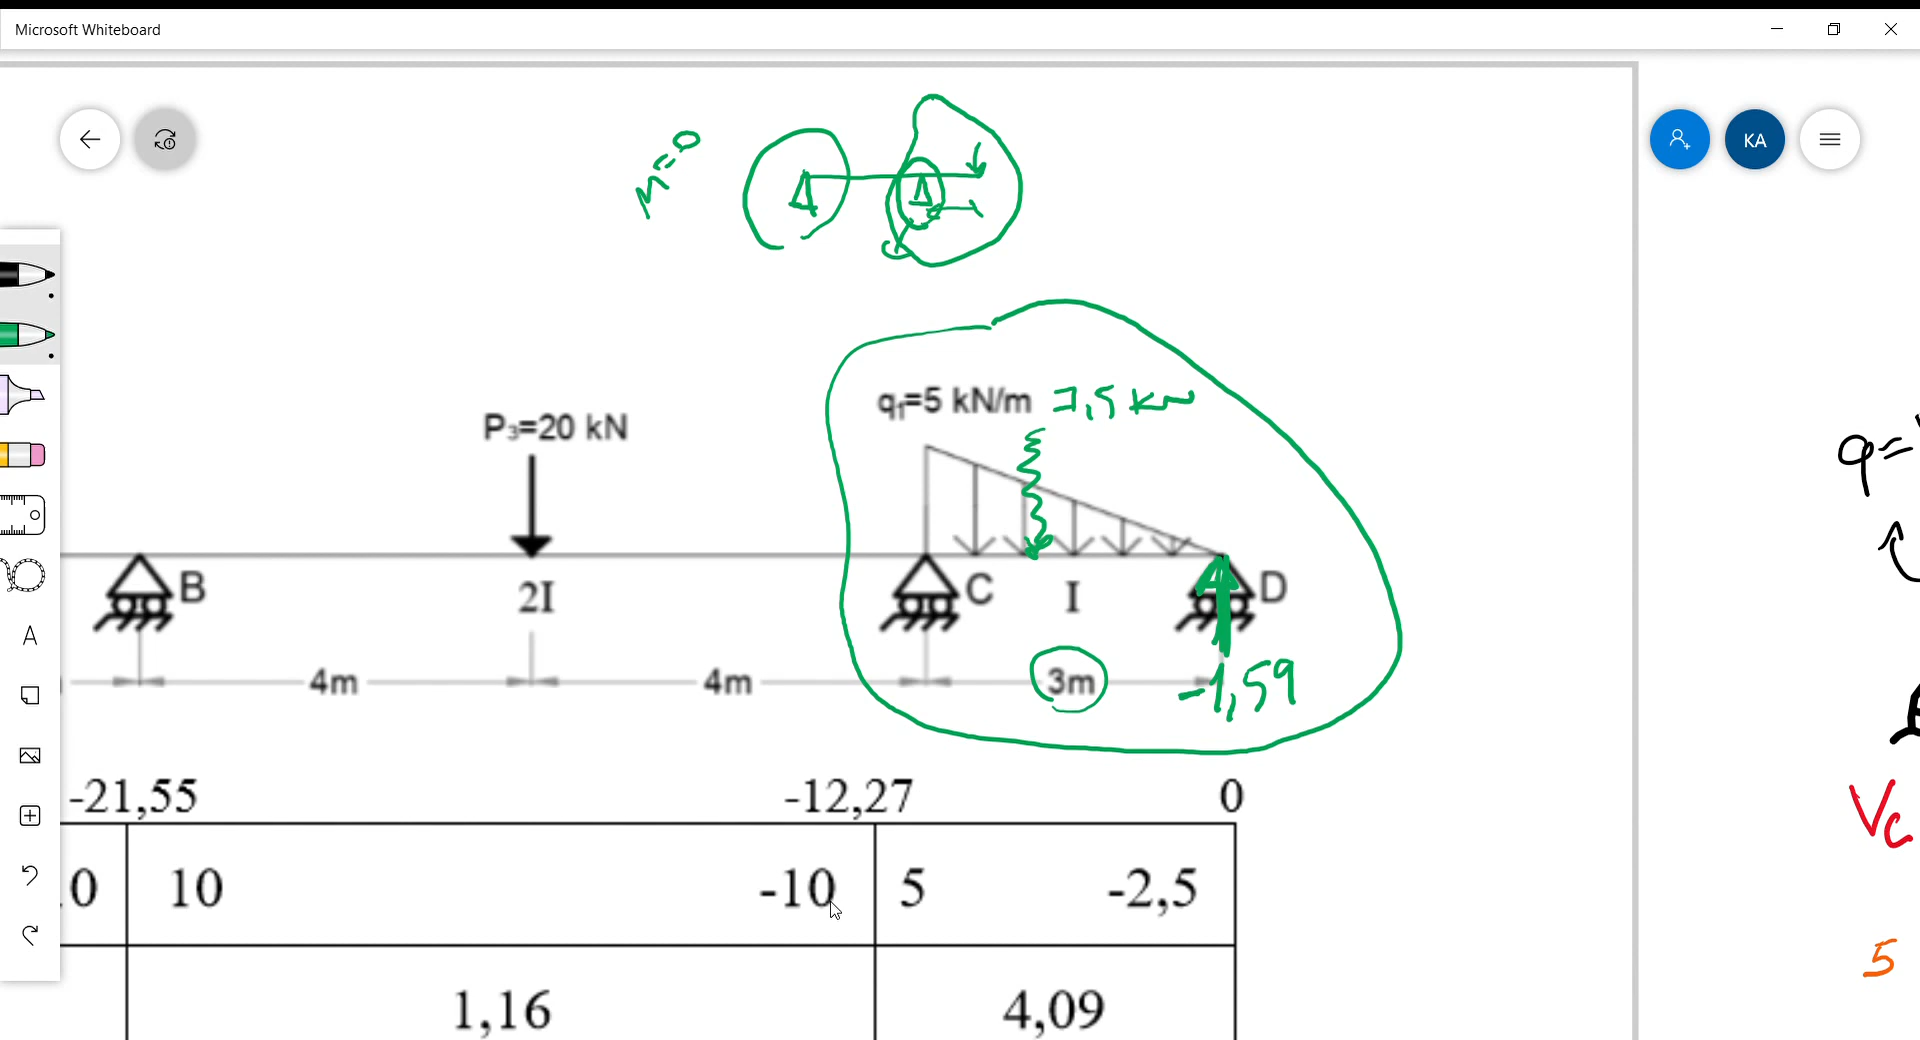 Microsoft Whiteboard
KA
M=0
q₁=5 kN/m 7,5 kN
P₃=20 kN
q=
B 2I C I D
4m 4m 3m -1,59
-21,55 -12,27 0
Vc
0 10 -10 5 -2,5
5
1,16 4,09